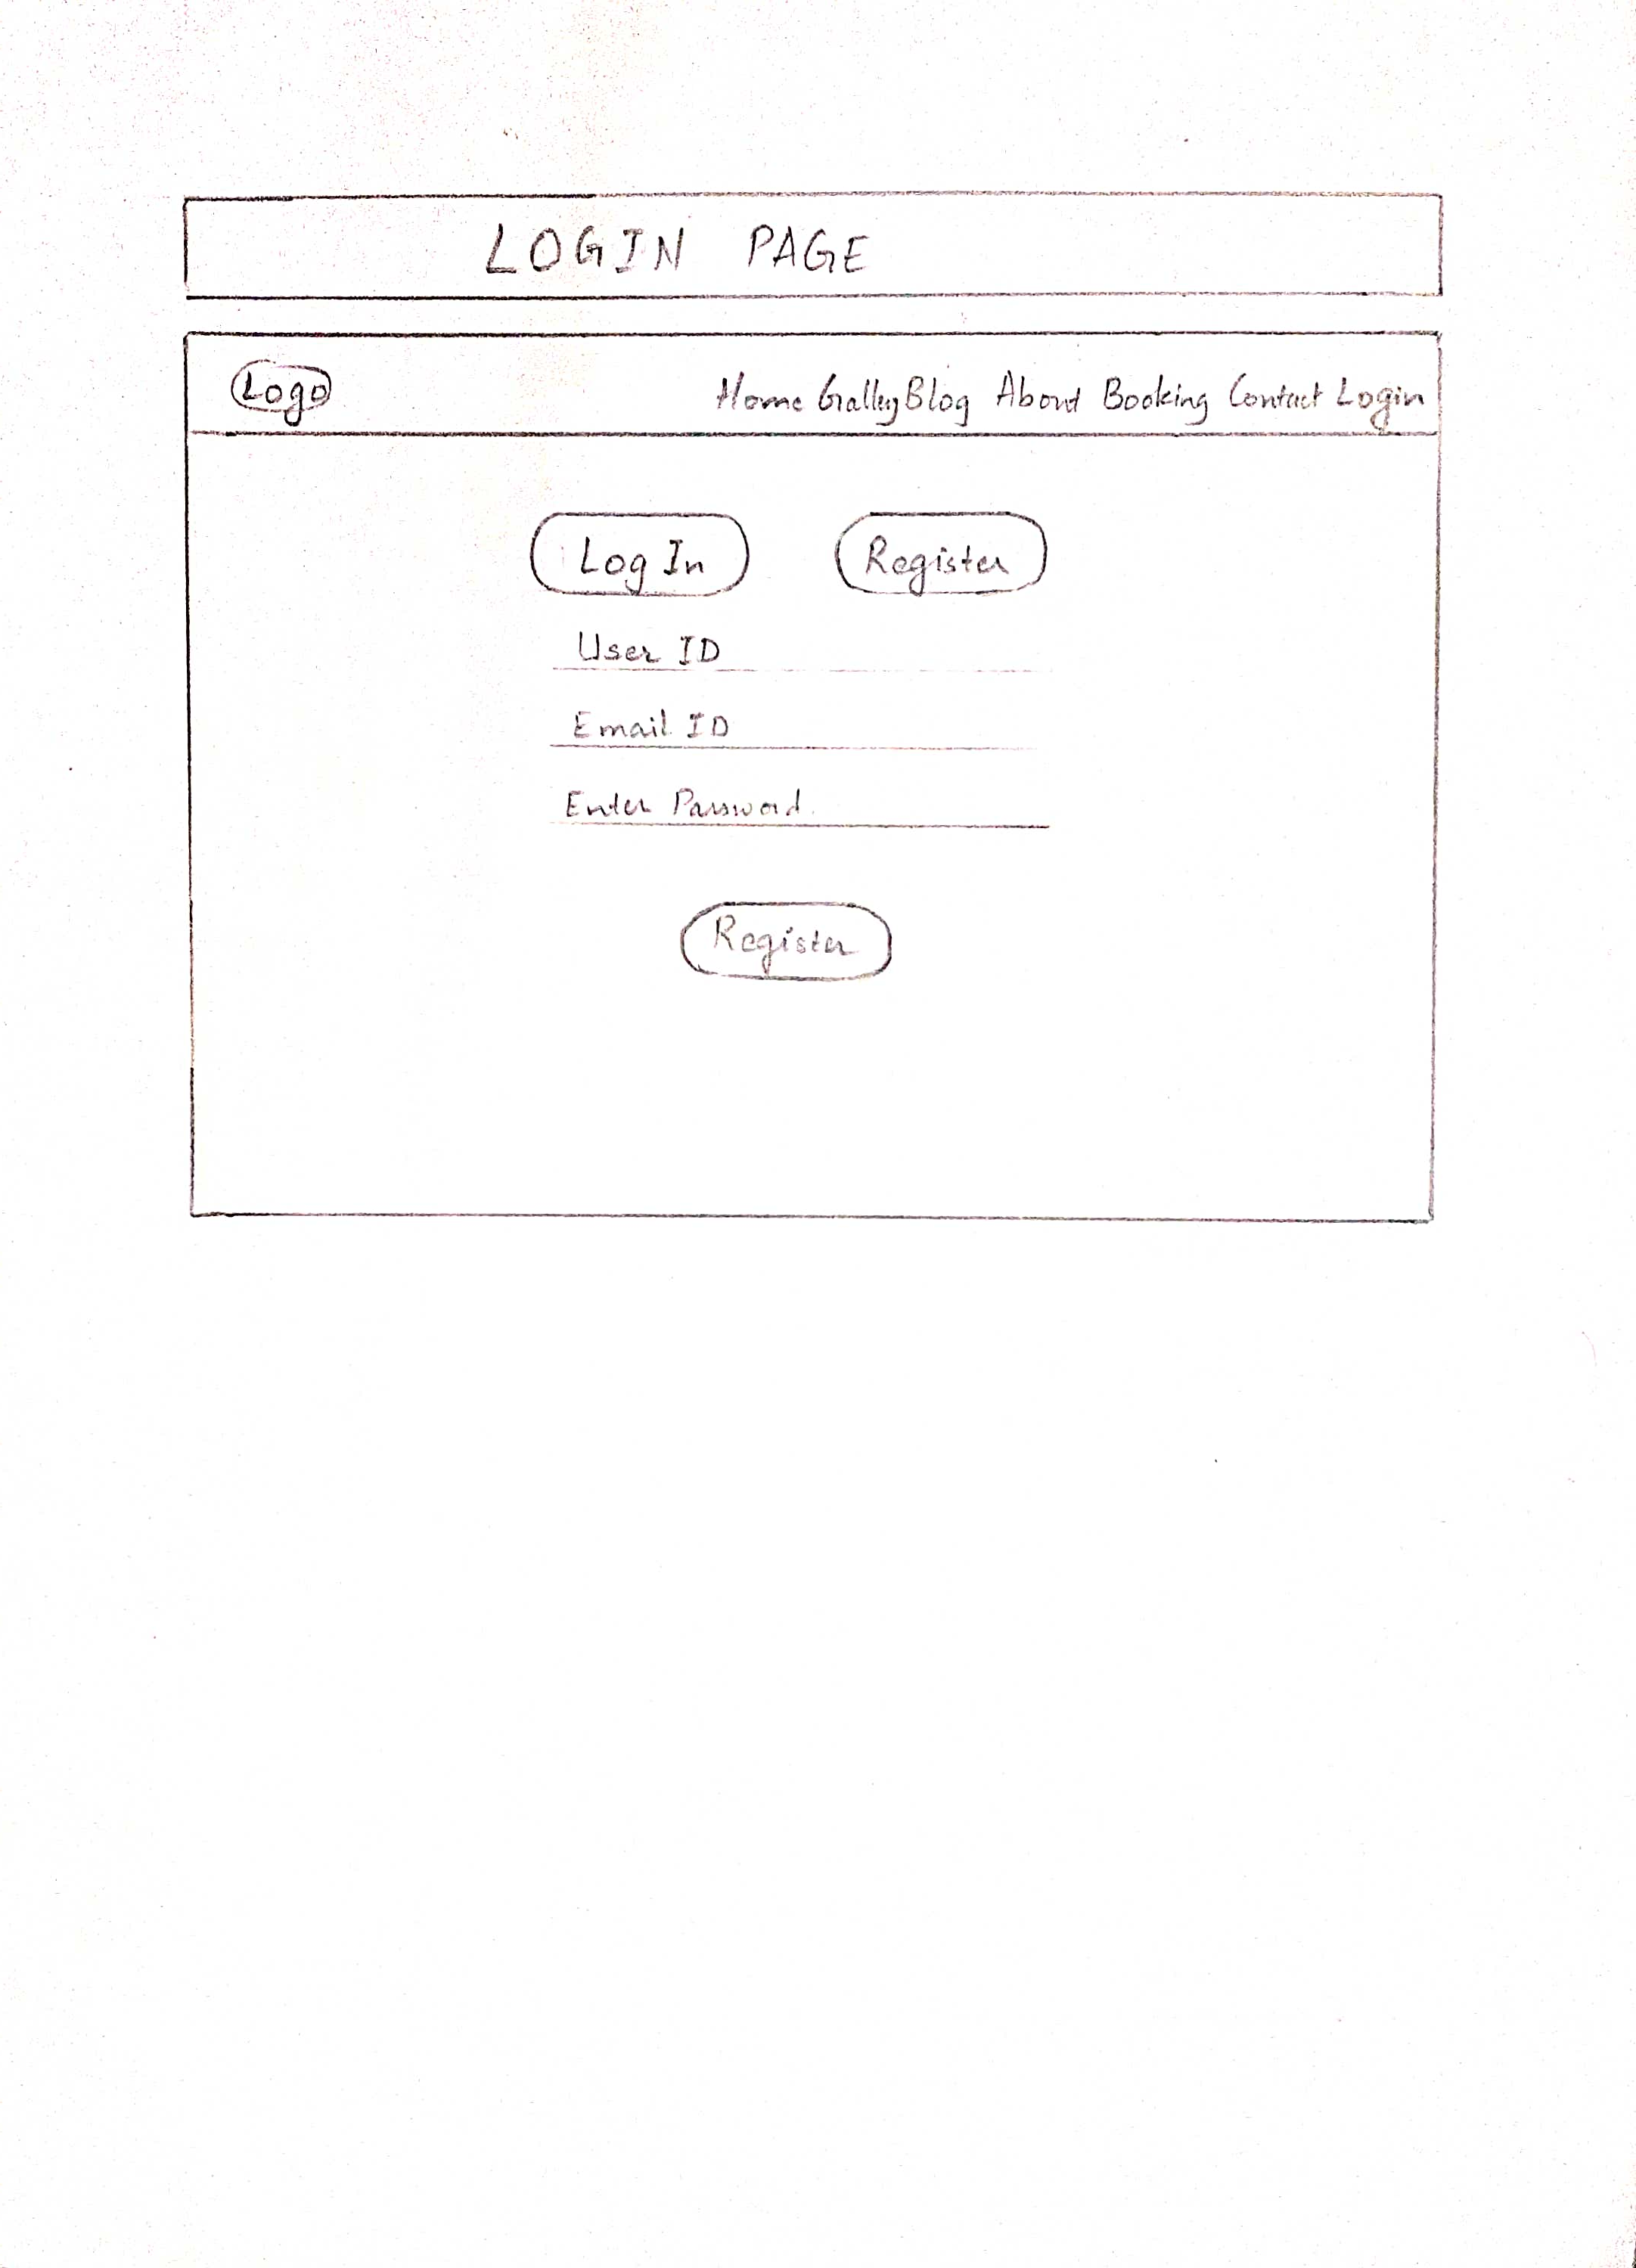 LOGIN PAGE
Logo Home Gallery Blog About Booking Contact Login
Log In Register
User ID
Email ID
Enter Password
Register